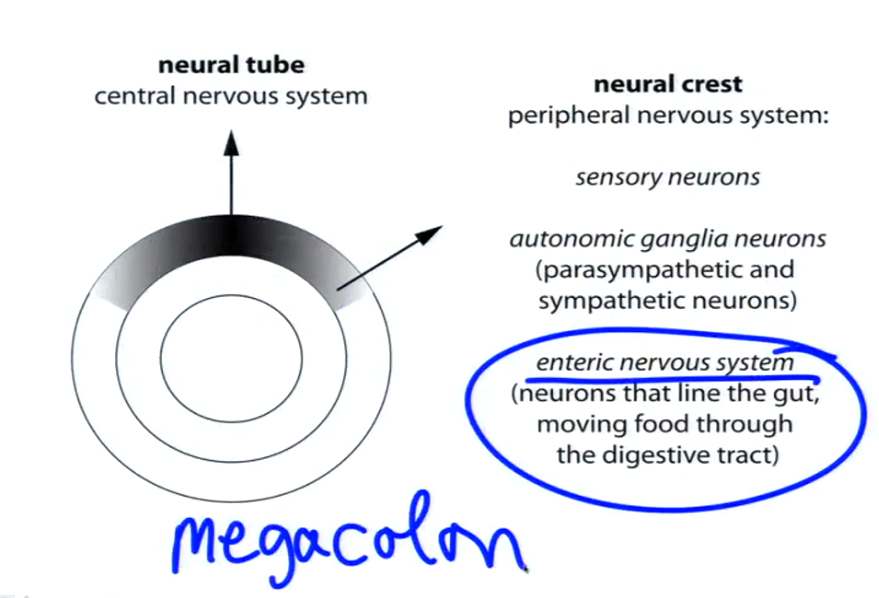 neural tube
central nervous system
neural crest
peripheral nervous system:
sensory neurons
autonomic ganglia neurons
(parasympathetic and
sympathetic neurons)
enteric nervous system
(neurons that line the gut,
moving food through
the digestive tract)
megacolon